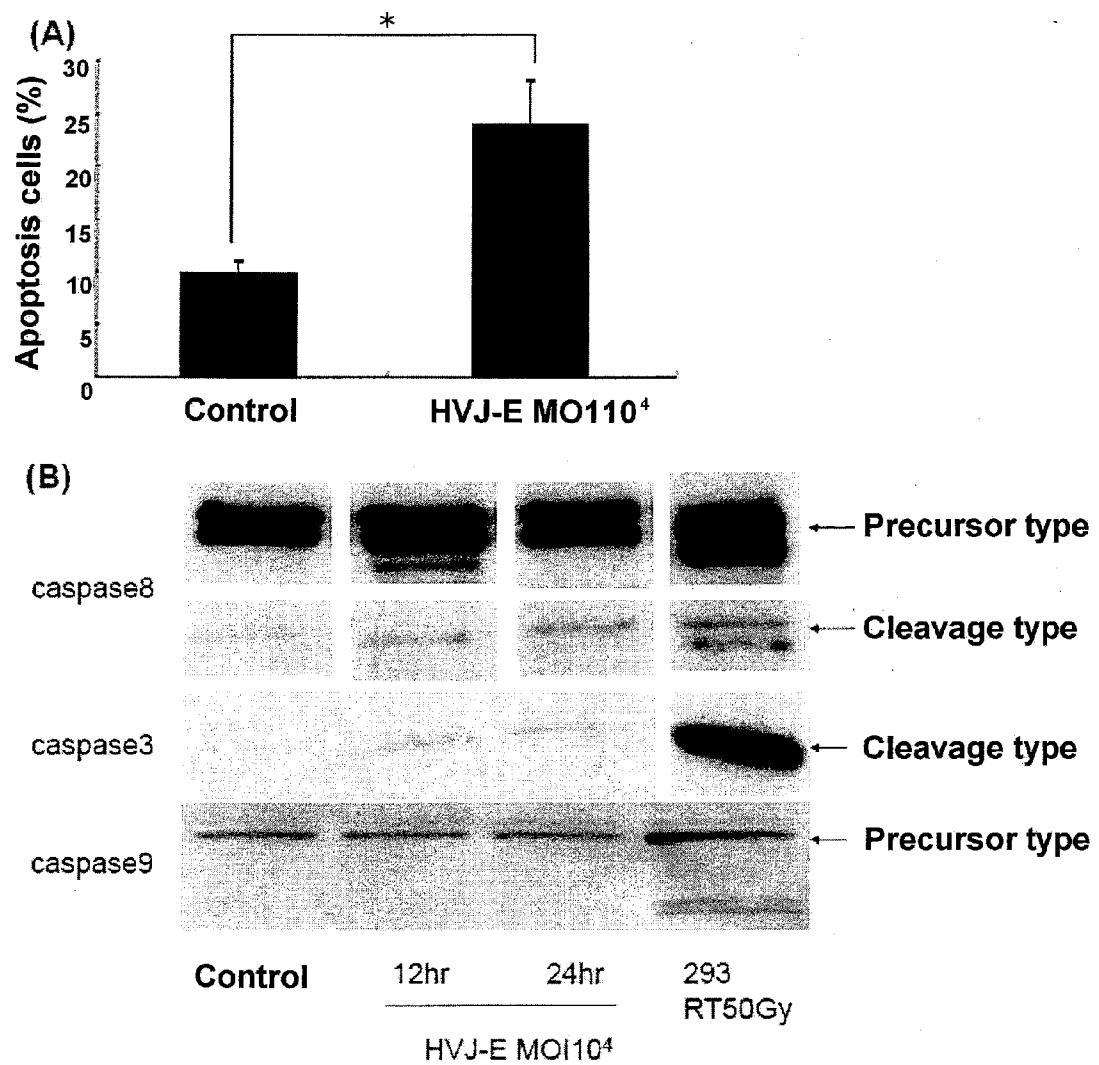 (A)
*
Apoptosis cells (%)
30
25
20
15
10
5
0
Control
HVJ-E MO110⁴
(B)
caspase8
Precursor type
Cleavage type
caspase3
Cleavage type
caspase9
Precursor type
Control
12hr
24hr
293
RT50Gy
HVJ-E MOI10⁴